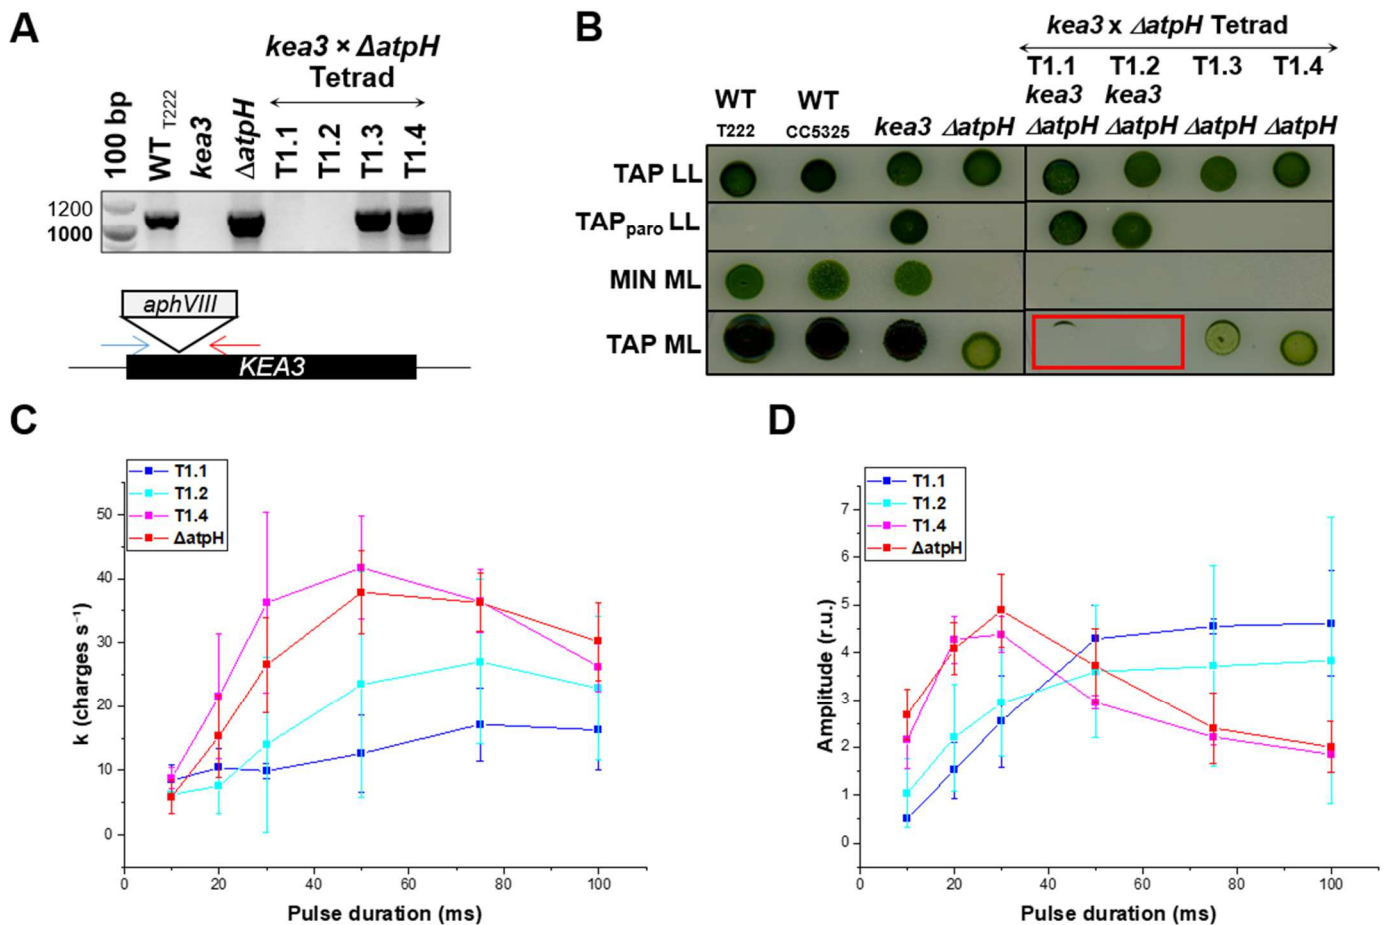 A
kea3 × ΔatpH
Tetrad
100 bp
WT T222
kea3
ΔatpH
T1.1
T1.2
T1.3
T1.4
1200
1000
aphVIII
KEA3
B
kea3 x ΔatpH Tetrad
T1.1 T1.2 T1.3 T1.4
WT WT kea3 kea3
T222 CC5325 kea3 ΔatpH ΔatpH ΔatpH ΔatpH ΔatpH
TAP LL
TAPparo LL
MIN ML
TAP ML
C
T1.1
T1.2
T1.4
ΔatpH
50
40
30
20
10
0
k (charges s⁻¹)
0 20 40 60 80 100
Pulse duration (ms)
D
T1.1
T1.2
T1.4
ΔatpH
7
6
5
4
3
2
1
0
Amplitude (r.u.)
0 20 40 60 80 100
Pulse duration (ms)